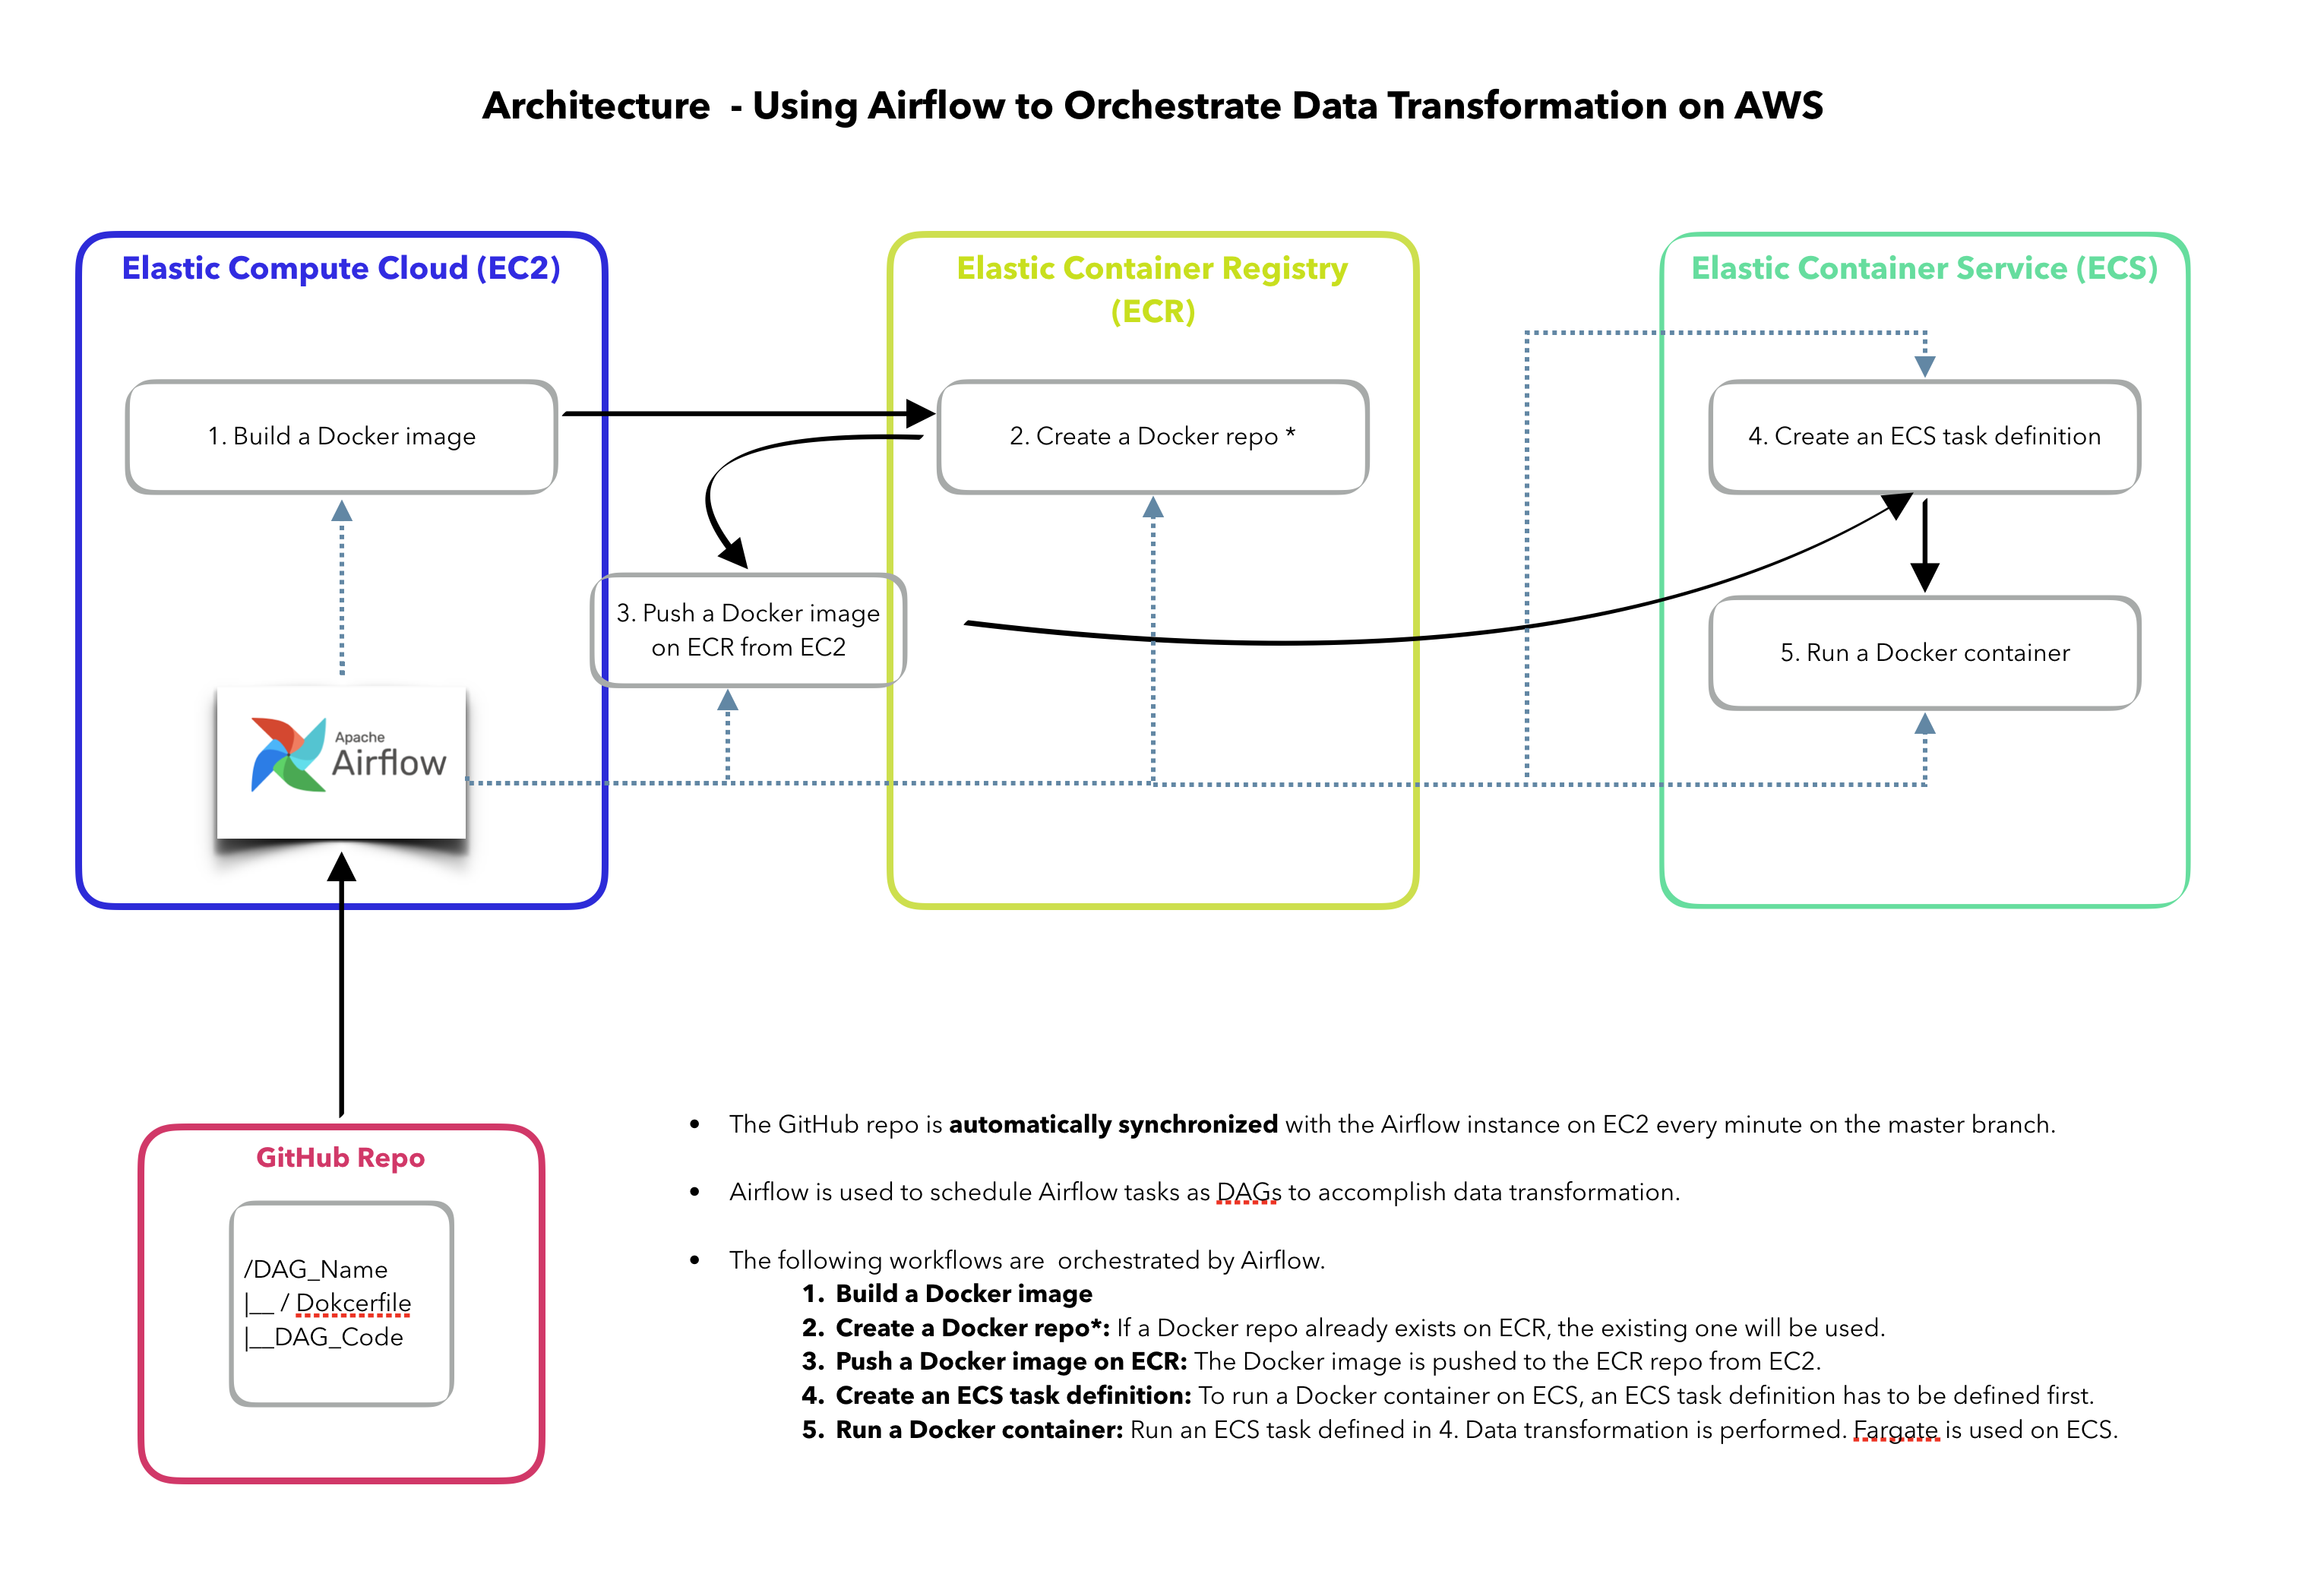 Architecture  - Using Airflow to Orchestrate Data Transformation on AWS
Elastic Compute Cloud (EC2)
Elastic Container Registry
(ECR)
Elastic Container Service (ECS)
1. Build a Docker image
2. Create a Docker repo *
4. Create an ECS task definition
3. Push a Docker image
on ECR from EC2
5. Run a Docker container
Apache
Airflow
GitHub Repo
/DAG_Name
|__ / Dokcerfile
|__DAG_Code
• The GitHub repo is automatically synchronized with the Airflow instance on EC2 every minute on the master branch.
• Airflow is used to schedule Airflow tasks as DAGs to accomplish data transformation.
• The following workflows are  orchestrated by Airflow.
1. Build a Docker image
2. Create a Docker repo*: If a Docker repo already exists on ECR, the existing one will be used.
3. Push a Docker image on ECR: The Docker image is pushed to the ECR repo from EC2.
4. Create an ECS task definition: To run a Docker container on ECS, an ECS task definition has to be defined first.
5. Run a Docker container: Run an ECS task defined in 4. Data transformation is performed. Fargate is used on ECS.